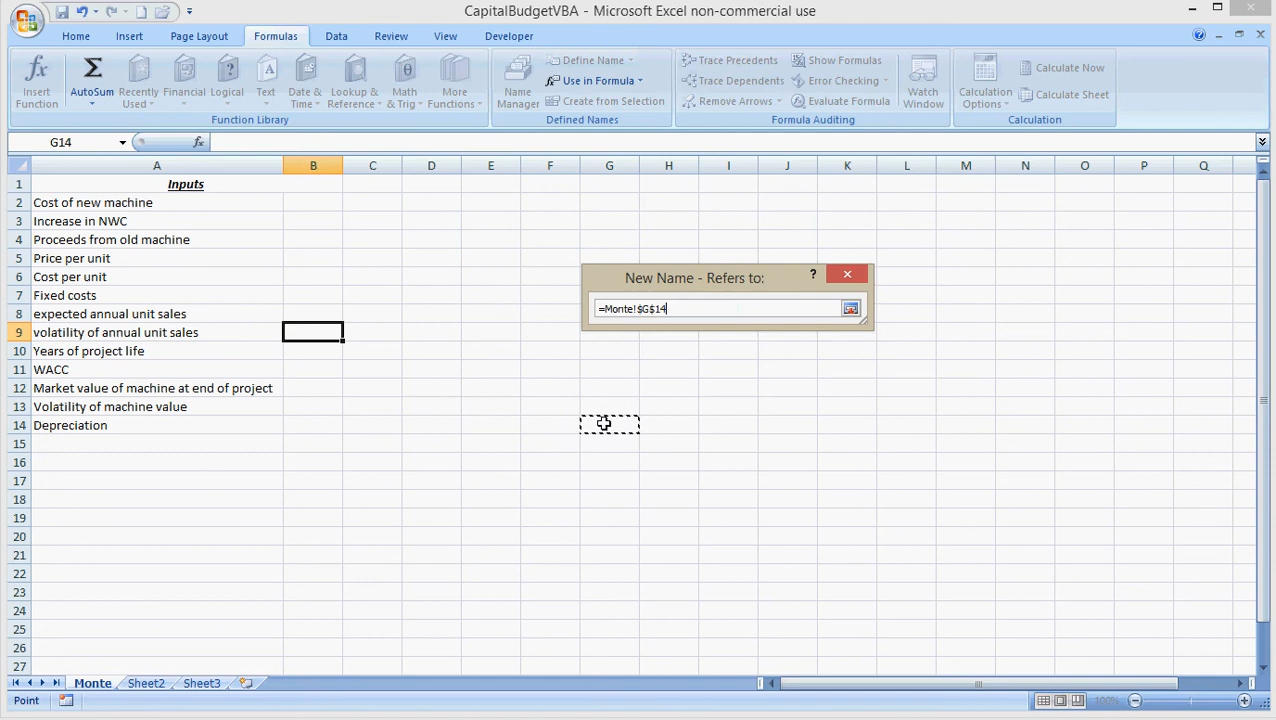 CapitalBudgetVBA - Microsoft Excel non-commercial use
Home Insert Page Layout Formulas Data Review View Developer
Insert Function
AutoSum
Recently Used
Financial
Logical
Text
Date & Time
Lookup & Reference
Math & Trig
More Functions
Function Library
Name Manager
Define Name
Use in Formula
Create from Selection
Defined Names
Trace Precedents
Trace Dependents
Remove Arrows
Show Formulas
Error Checking
Evaluate Formula
Formula Auditing
Watch Window
Calculation Options
Calculate Now
Calculate Sheet
Calculation
G14 fx
A B C D E F G H I J K L M N O P Q
1 Inputs
2 Cost of new machine
3 Increase in NWC
4 Proceeds from old machine
5 Price per unit
6 Cost per unit
7 Fixed costs
8 expected annual unit sales
9 volatility of annual unit sales
10 Years of project life
11 WACC
12 Market value of machine at end of project
13 Volatility of machine value
14 Depreciation
15
16
17
18
19
20
21
22
23
24
25
26
27
New Name - Refers to: ?
=Monte!$G$14
Monte Sheet2 Sheet3
Point 100%